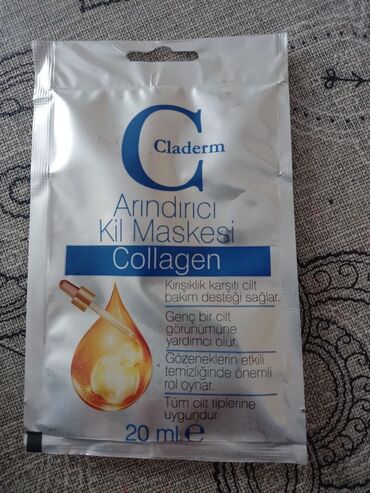 C
Claderm
Arındırıcı
Kil Maskesi
Collagen
Kırışıklık karşıtı cilt
bakım desteği sağlar.
Genç bir cilt
görünümüne
yardımcı olur.
Gözeneklerin etkili
temizliğinde önemli
rol oynar.
Tüm cilt tiplerine
uygundur.
20 ml e